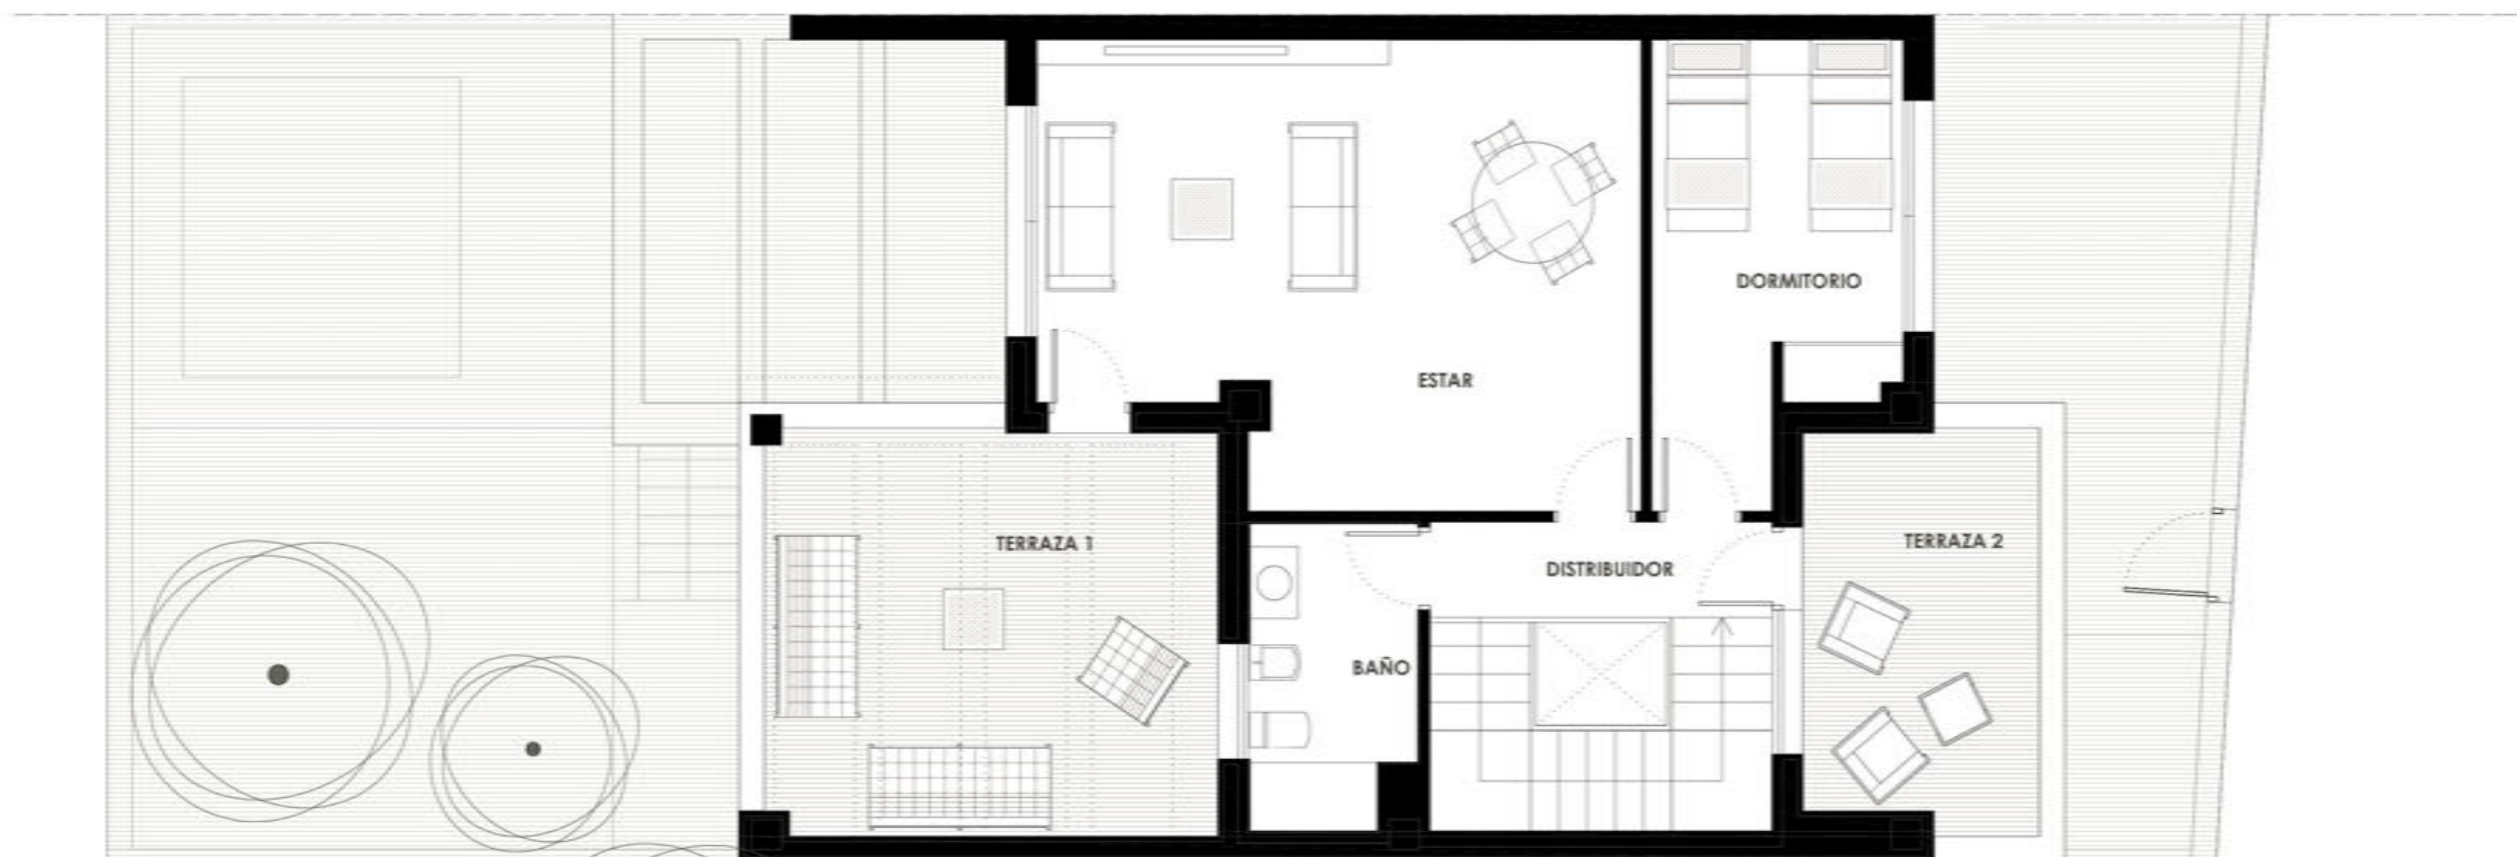 DORMITORIO
ESTAR
TERRAZA 1
TERRAZA 2
DISTRIBUIDOR
BAÑO